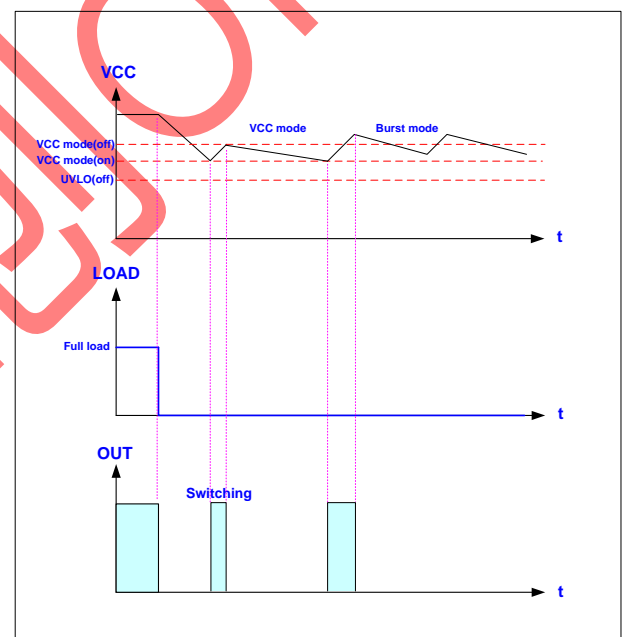 VCC
VCC mode
Burst mode
VCC mode(off)
VCC mode(on)
UVLO(off)
t
LOAD
Full load
t
OUT
Switching
t